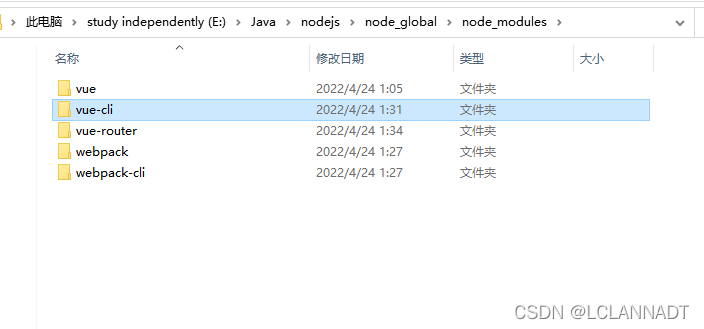 此电脑 > study independently (E:) > Java > nodejs > node_global > node_modules >
名称 修改日期 类型 大小
vue 2022/4/24 1:05 文件夹
vue-cli 2022/4/24 1:31 文件夹
vue-router 2022/4/24 1:34 文件夹
webpack 2022/4/24 1:27 文件夹
webpack-cli 2022/4/24 1:27 文件夹
CSDN @LCLANNADT